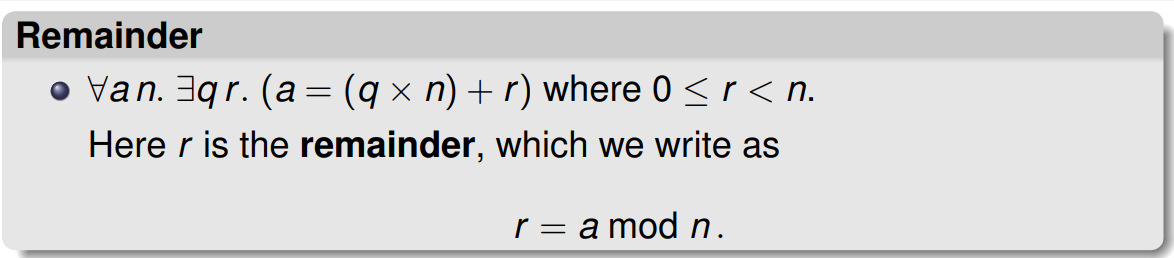 Remainder
∀a n. ∃q r. (a = (q × n) + r) where 0 ≤ r < n.
Here r is the remainder, which we write as
r = a mod n.